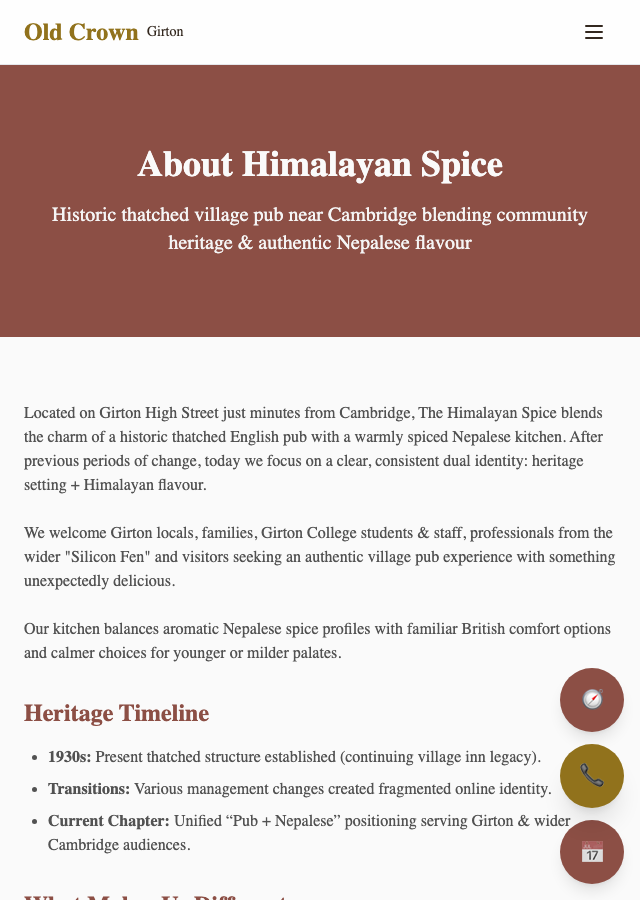 Old Crown Girton
About Himalayan Spice
Historic thatched village pub near Cambridge blending community
heritage & authentic Nepalese flavour
Located on Girton High Street just minutes from Cambridge, The Himalayan Spice blends
the charm of a historic thatched English pub with a warmly spiced Nepalese kitchen. After
previous periods of change, today we focus on a clear, consistent dual identity: heritage
setting + Himalayan flavour.
We welcome Girton locals, families, Girton College students & staff, professionals from the
wider "Silicon Fen" and visitors seeking an authentic village pub experience with something
unexpectedly delicious.
Our kitchen balances aromatic Nepalese spice profiles with familiar British comfort options
and calmer choices for younger or milder palates.
Heritage Timeline
• 1930s: Present thatched structure established (continuing village inn legacy).
• Transitions: Various management changes created fragmented online identity.
• Current Chapter: Unified “Pub + Nepalese” positioning serving Girton & wider
Cambridge audiences.
17
What Makes Us Different